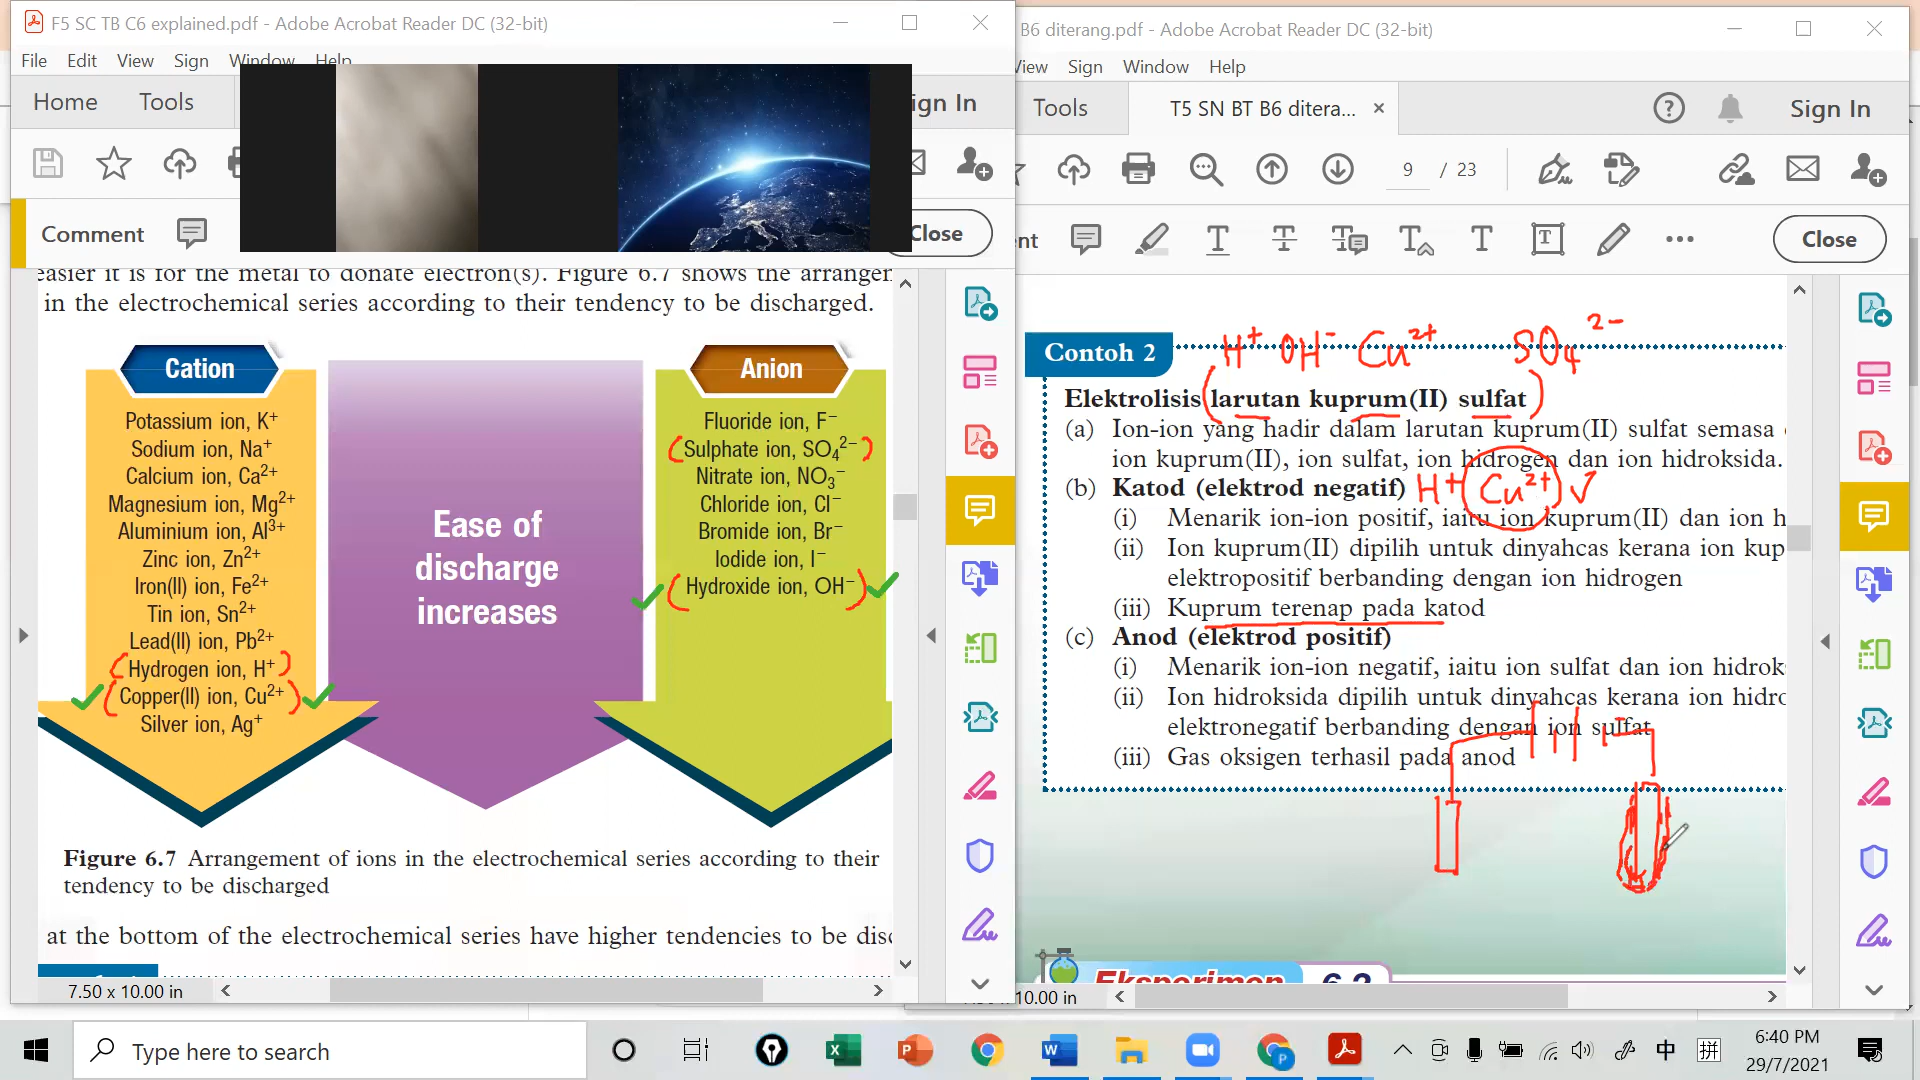 F5 SC TB C6 explained.pdf - Adobe Acrobat Reader DC (32-bit)
File Edit View Sign Window Help
Home Tools
Sign In
Comment
Close
easier it is for the metal to donate electron(s). Figure 6.7 shows the
in the electrochemical series according to their tendency to be discharged.
Cation
Potassium ion, K⁺
Sodium ion, Na⁺
Calcium ion, Ca²⁺
Magnesium ion, Mg²⁺
Aluminium ion, Al³⁺
Zinc ion, Zn²⁺
Iron(II) ion, Fe²⁺
Tin ion, Sn²⁺
Lead(II) ion, Pb²⁺
Hydrogen ion, H⁺
Copper(II) ion, Cu²⁺
Silver ion, Ag⁺
Ease of
discharge
increases
Anion
Fluoride ion, F⁻
Sulphate ion, SO₄²⁻
Nitrate ion, NO₃⁻
Chloride ion, Cl⁻
Bromide ion, Br⁻
Iodide ion, I⁻
Hydroxide ion, OH⁻
Figure 6.7 Arrangement of ions in the electrochemical series according to their
tendency to be discharged
at the bottom of the electrochemical series have higher tendencies to be
7.50 x 10.00 in
B6 diterang.pdf - Adobe Acrobat Reader DC (32-bit)
View Sign Window Help
Tools T5 SN BT B6 ditera... × Sign In
9 / 23
Close
H⁺ OH⁻ Cu²⁺ SO₄²⁻
Contoh 2
Elektrolisis larutan kuprum(II) sulfat
(a) Ion-ion yang hadir dalam larutan kuprum(II) sulfat semasa
ion kuprum(II), ion sulfat, ion hidrogen dan ion hidroksida.
(b) Katod (elektrod negatif) H⁺ Cu²⁺ ✓
(i) Menarik ion-ion positif, iaitu ion kuprum(II) dan ion
(ii) Ion kuprum(II) dipilih untuk dinyahcas kerana ion
elektropositif berbanding dengan ion hidrogen
(iii) Kuprum terenap pada katod
(c) Anod (elektrod positif)
(i) Menarik ion-ion negatif, iaitu ion sulfat dan ion
(ii) Ion hidroksida dipilih untuk dinyahcas kerana ion
elektronegatif berbanding dengan ion sulfat
(iii) Gas oksigen terhasil pada anod
Eksperimen 6.2
10.00 in
Type here to search
中 拼
6:40 PM
29/7/2021